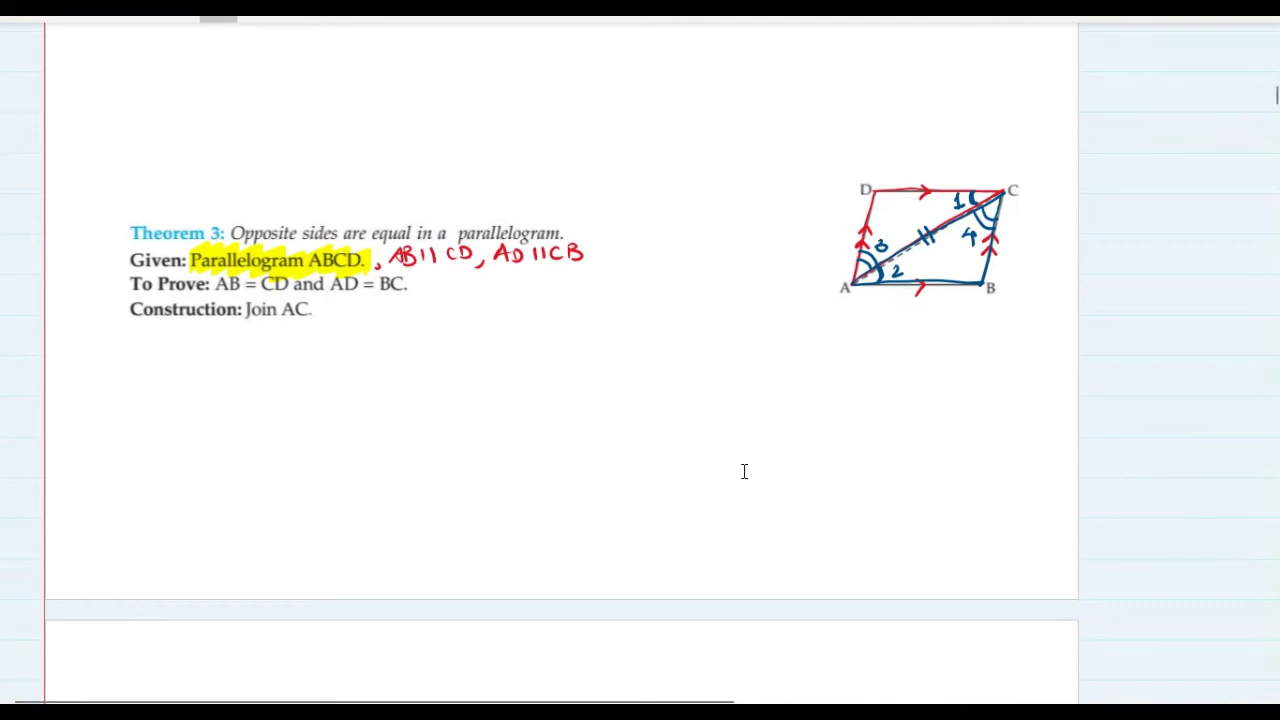 D
C
1
4
3
2
A
B
Theorem 3: Opposite sides are equal in a parallelogram.
Given: Parallelogram ABCD. , AB || CD, AD || CB
To Prove: AB = CD and AD = BC.
Construction: Join AC.